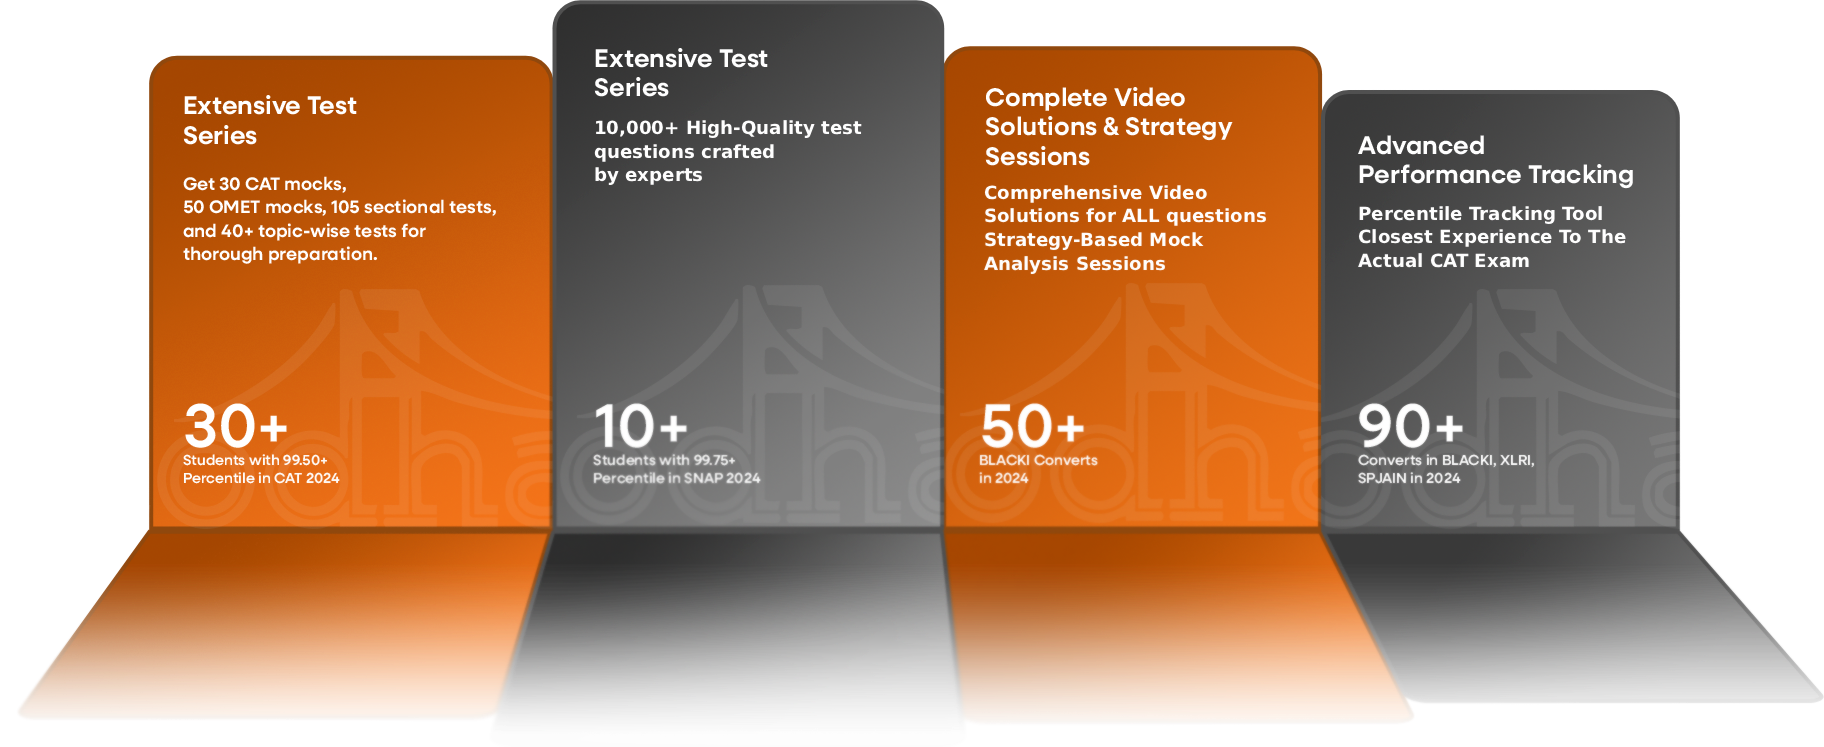 Extensive Test
Series
Get 30 CAT mocks,
50 OMET mocks, 105 sectional tests,
and 40+ topic-wise tests for
thorough preparation.
30+
Students with 99.50+
Percentile in CAT 2024
Extensive Test
Series
10,000+ High-Quality test
questions crafted
by experts
10+
Students with 99.75+
Percentile in SNAP 2024
Complete Video
Solutions & Strategy
Sessions
Comprehensive Video
Solutions for ALL questions
Strategy-Based Mock
Analysis Sessions
50+
BLACKI Converts
in 2024
Advanced
Performance Tracking
Percentile Tracking Tool
Closest Experience To The
Actual CAT Exam
90+
Converts in BLACKI, XLRI,
SPJAIN in 2024